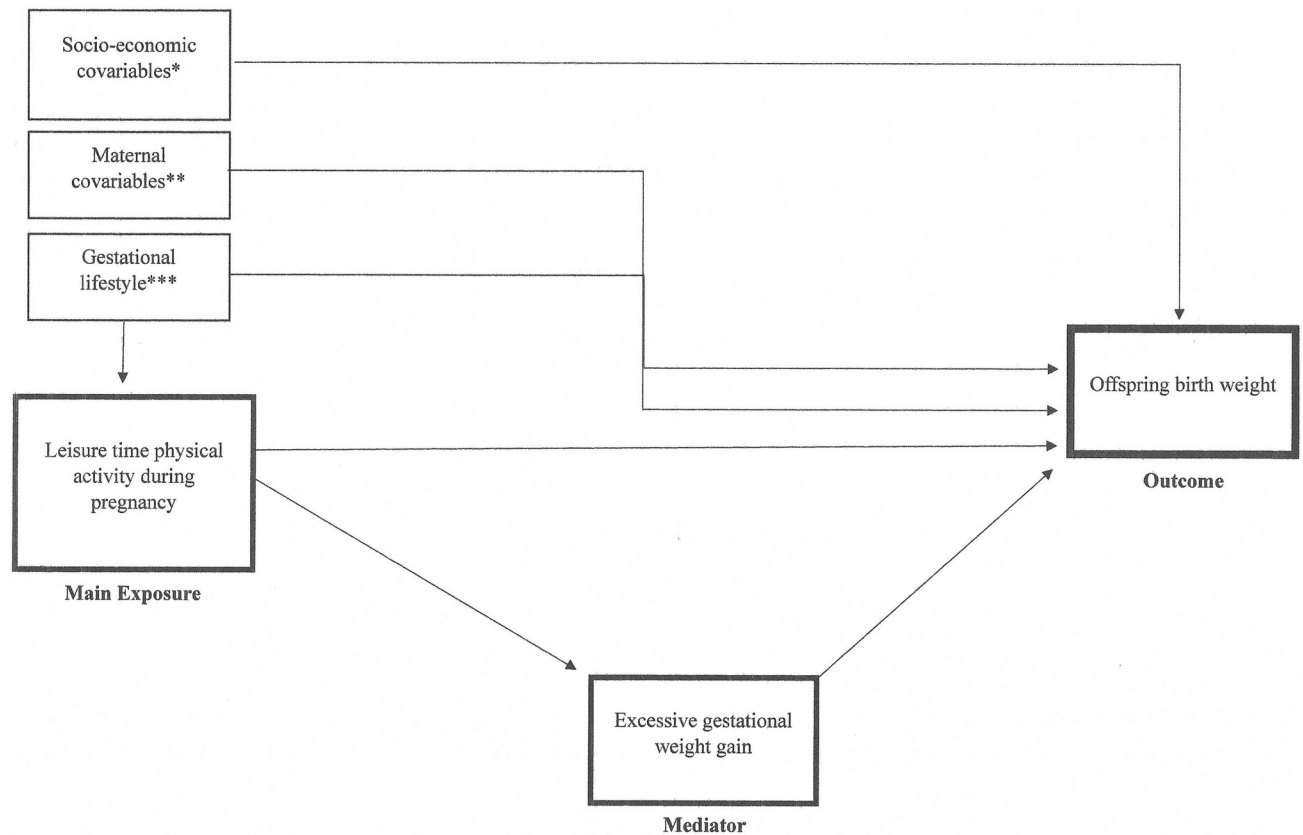 Socio-economic
covariables*
Maternal
covariables**
Gestational
lifestyle***
Leisure time physical
activity during
pregnancy
Main Exposure
Offspring birth weight
Outcome
Excessive gestational
weight gain
Mediator